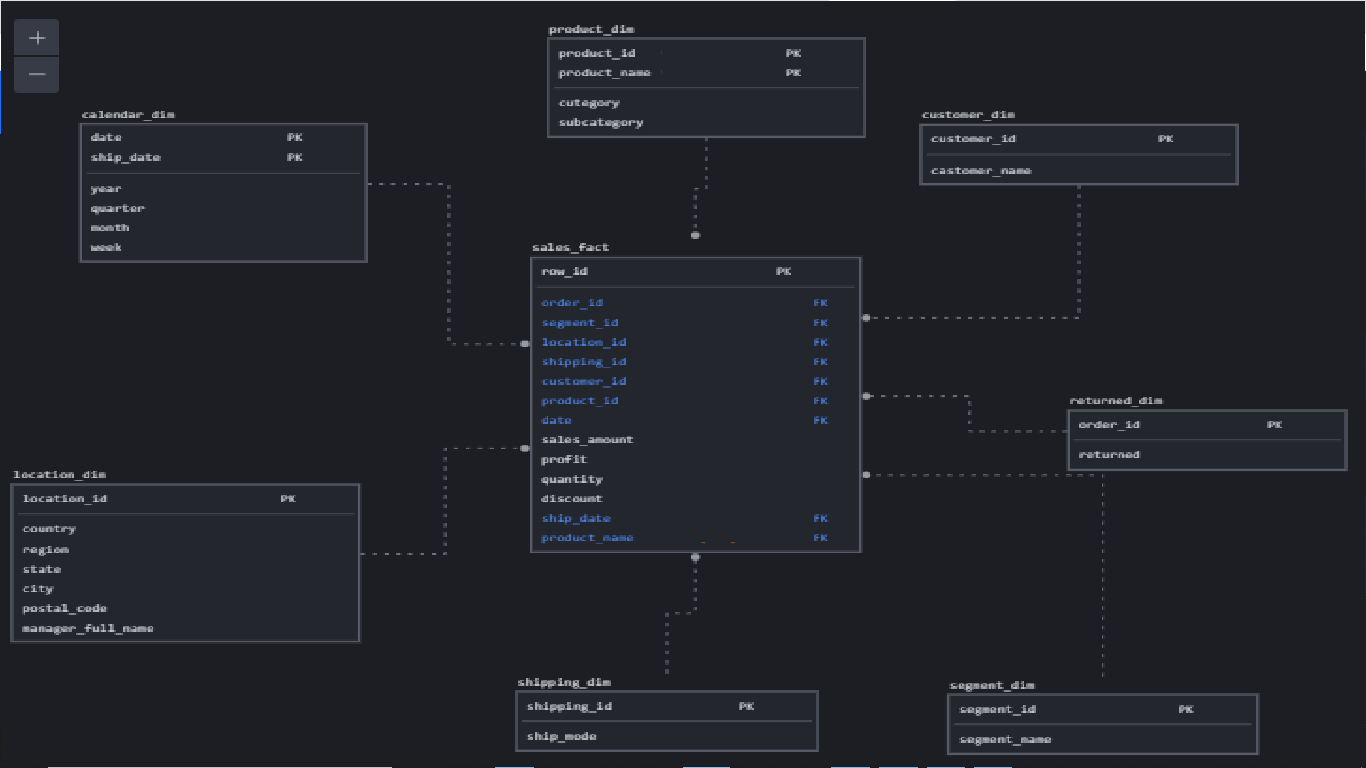 product_dim
product_id PK
product_name PK
cutegory
subcategory
calendar_dim
date PK
ship_date PK
year
quarter
month
week
customer_dim
customer_id PK
castomer_name
sales_fact
row_id PK
order_id FK
segment_id FK
location_id FK
shipping_id FK
customer_id FK
product_id FK
date FK
sales_amount
profit
quantity
discount
ship_date FK
product_name FK
returned_dim
order_id PK
returned
location_dim
location_id PK
country
region
state
city
postal_code
manager_full_name
shipping_dim
shipping_id PK
ship_mode
segment_dim
segment_id PK
segment_name